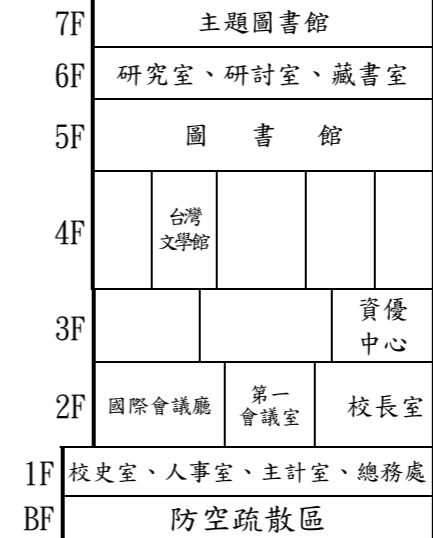 7F 主題圖書館
6F 研究室、研討室、藏書室
5F 圖書館
4F 台灣
文學館
3F 資優
中心
2F 國際會議廳 第一
會議室 校長室
1F 校史室、人事室、主計室、總務處
BF 防空疏散區